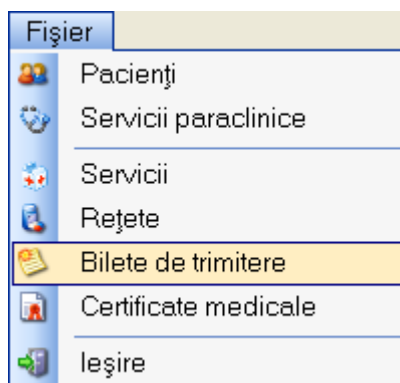 Fişier
Pacienţi
Servicii paraclinice
Servicii
Reţete
Bilete de trimitere
Certificate medicale
Ieşire